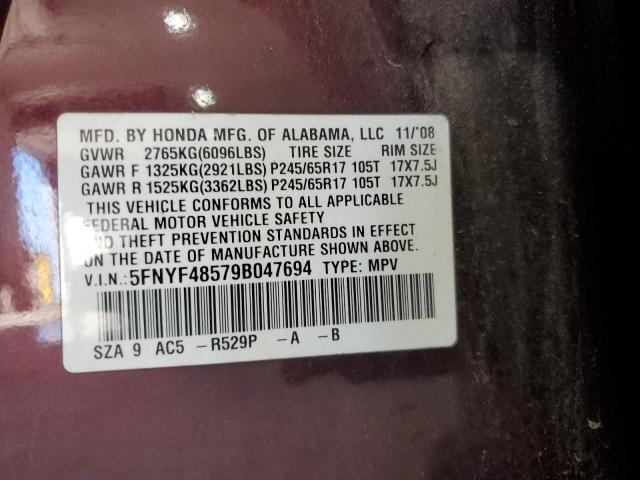 MFD. BY HONDA MFG. OF ALABAMA, LLC 11/'08
GVWR 2765KG(6096LBS) TIRE SIZE RIM SIZE
GAWR F 1325KG(2921LBS) P245/65R17 105T 17X7.5J
GAWR R 1525KG(3362LBS) P245/65R17 105T 17X7.5J
THIS VEHICLE CONFORMS TO ALL APPLICABLE
FEDERAL MOTOR VEHICLE SAFETY
AND THEFT PREVENTION STANDARDS IN EFFECT
ON THE DATE OF MANUFACTURE SHOWN ABOVE.
V.I.N.: 5FNYF48579B047694 TYPE: MPV
SZA 9 AC5 -R529P -A -B